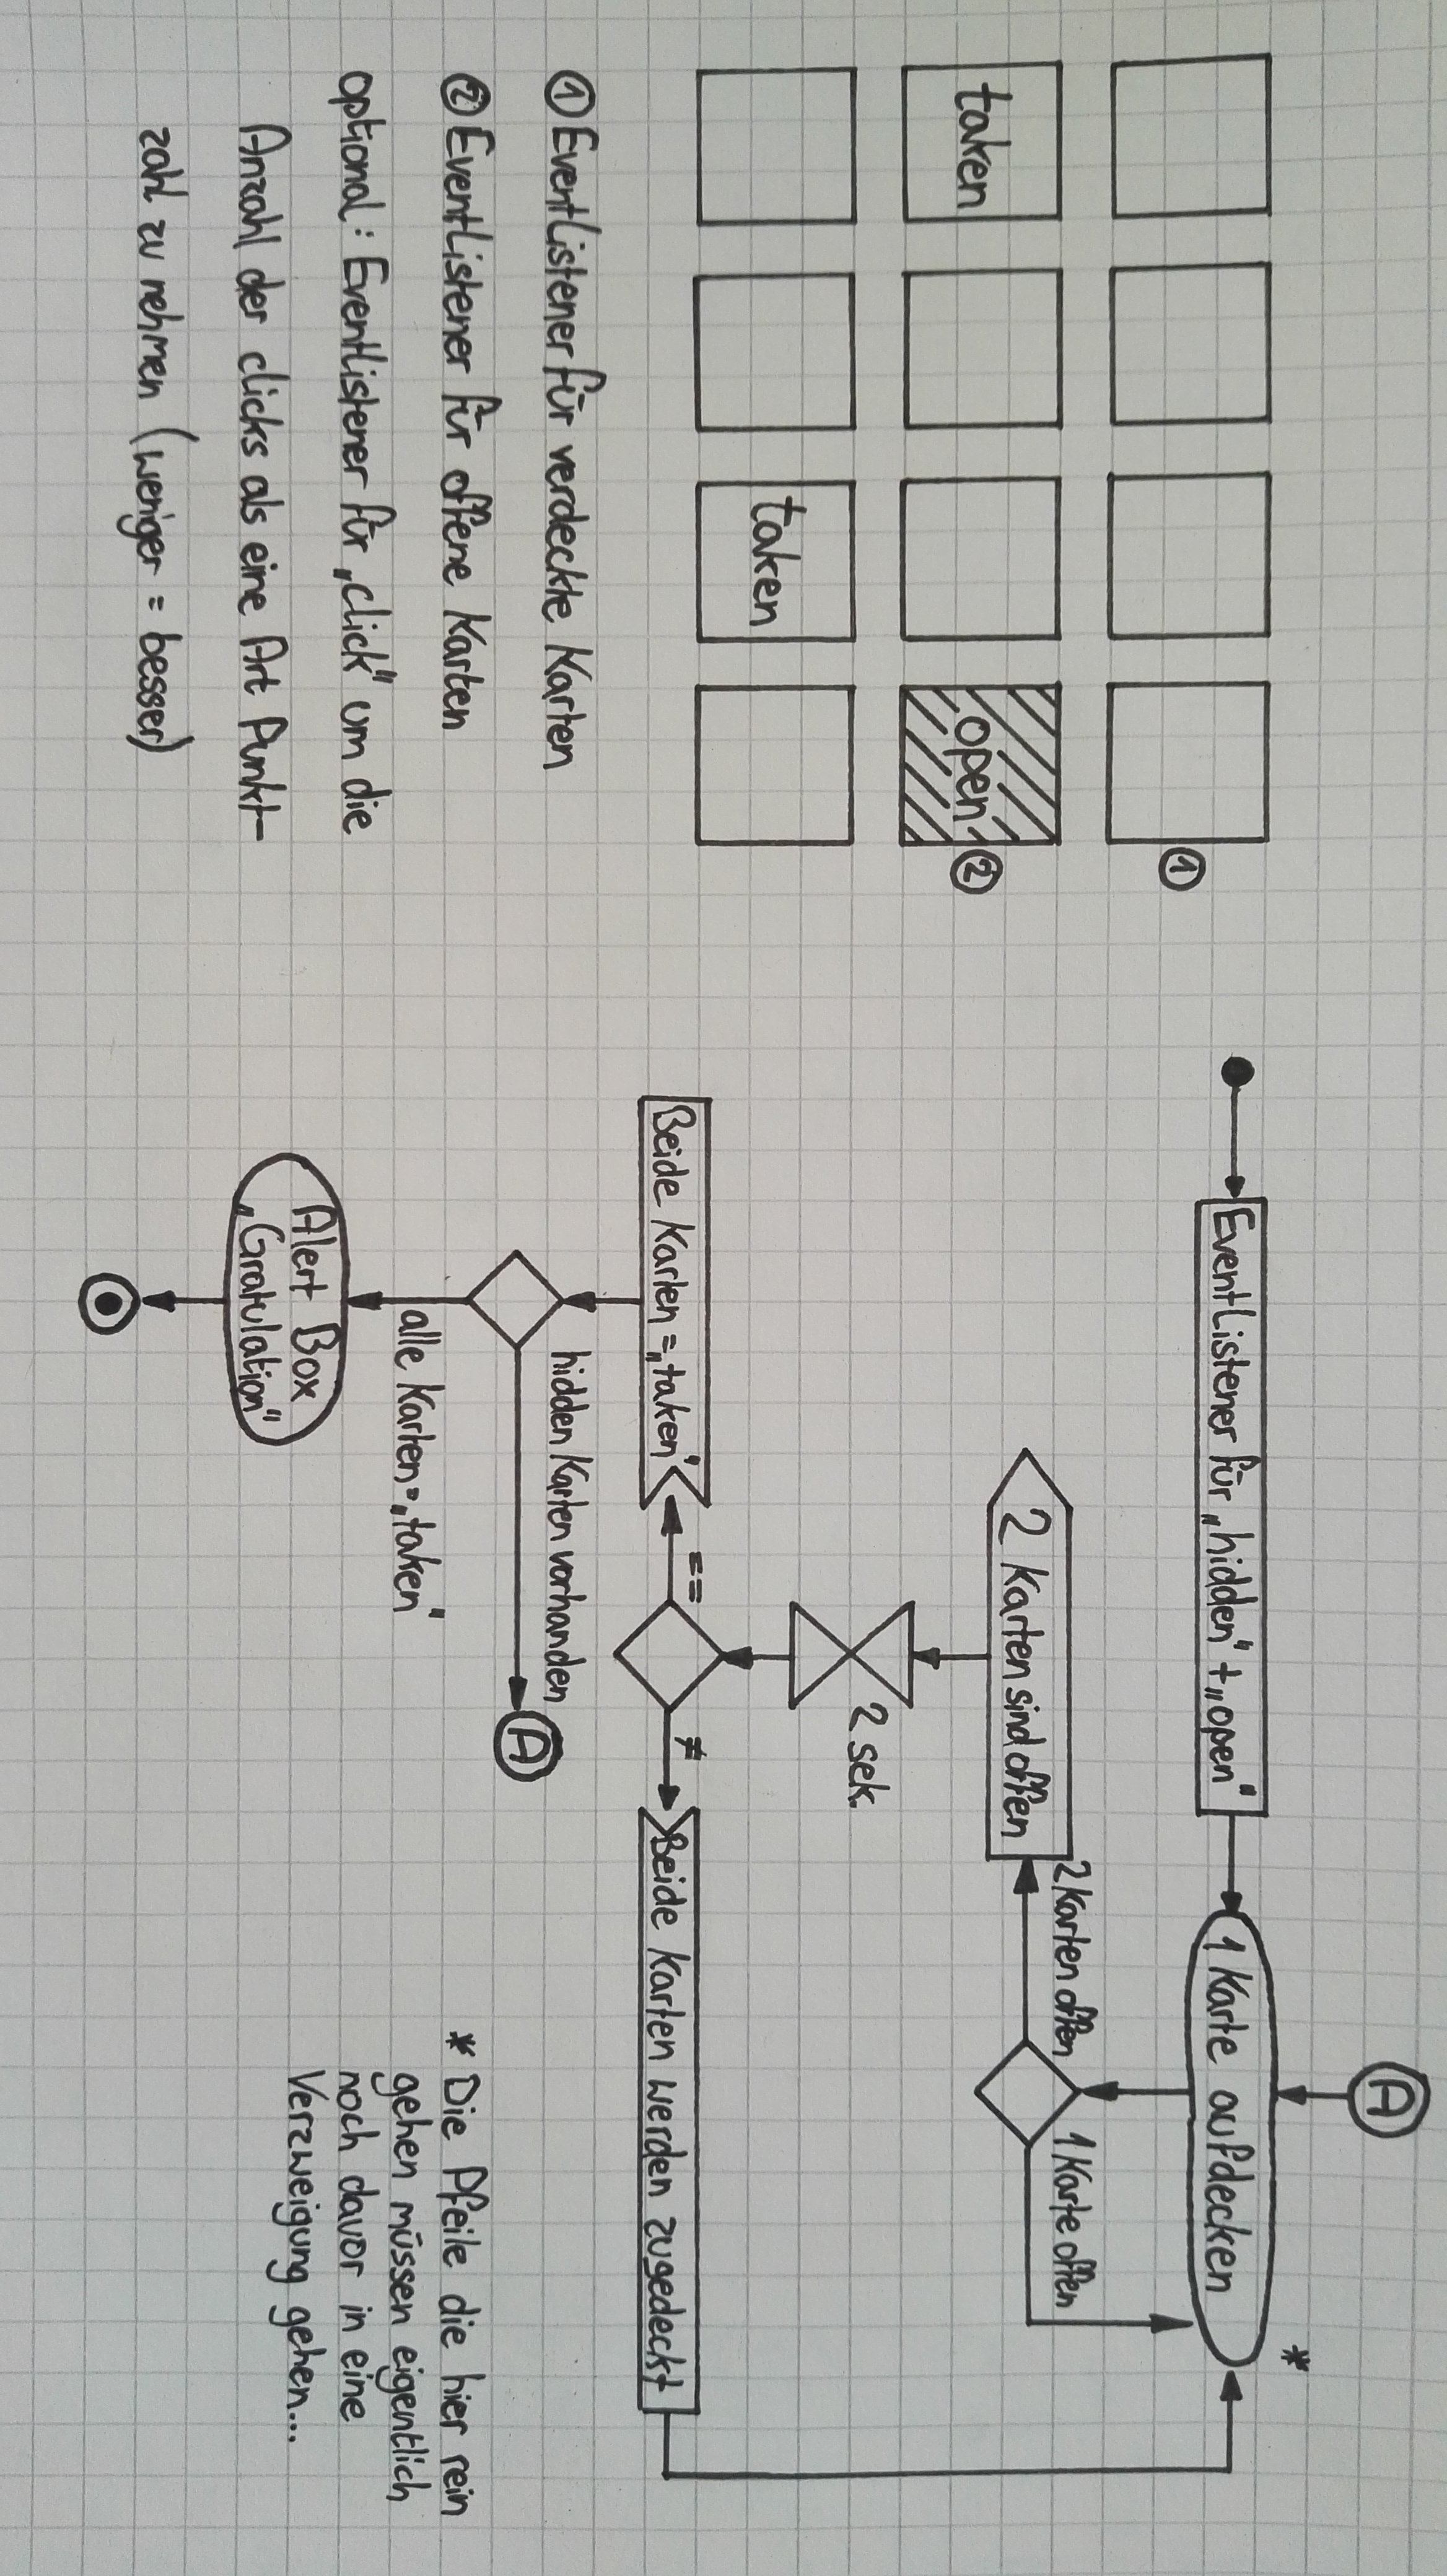 ①
taken
open
②
taken
① EventListener für verdeckte Karten
② EventListener für offene Karten
optional: EventListener für „click" um die
Anzahl der clicks als eine Art Punkt-
zahl zu nehmen (weniger = besser)
A
*
EventListener für „hidden" + „open"
1 Karte aufdecken
2 Karten offen
1 Karte offen
2 Karten sind offen
2 sek.
==
≠
Beide Karten = „taken"
Beide Karten werden zugedeckt
hidden Karten vorhanden
A
alle Karten = „taken"
Alert Box
„Gratulation"
* Die Pfeile die hier rein
gehen müssen eigentlich
noch davor in eine
Verzweigung gehen...